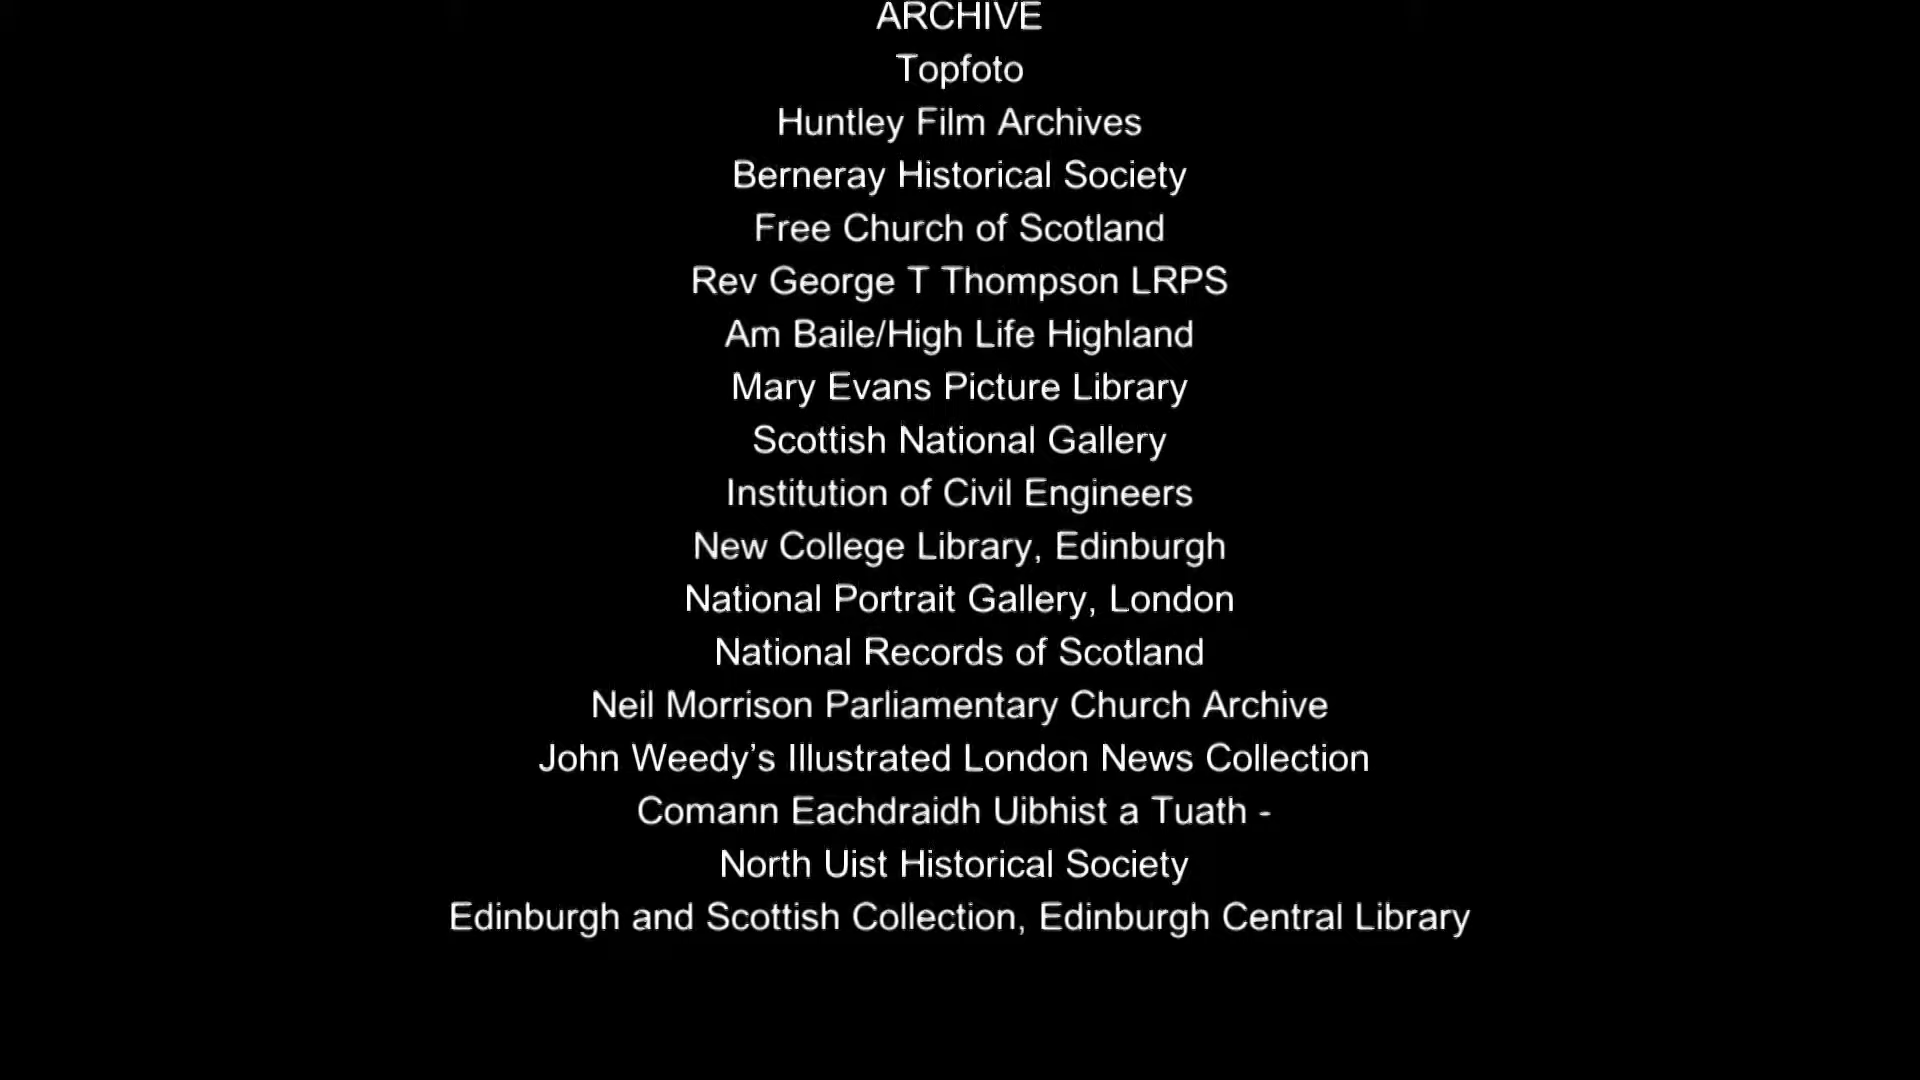 ARCHIVE
Topfoto
Huntley Film Archives
Berneray Historical Society
Free Church of Scotland
Rev George T Thompson LRPS
Am Baile/High Life Highland
Mary Evans Picture Library
Scottish National Gallery
Institution of Civil Engineers
New College Library, Edinburgh
National Portrait Gallery, London
National Records of Scotland
Neil Morrison Parliamentary Church Archive
John Weedy’s Illustrated London News Collection
Comann Eachdraidh Uibhist a Tuath -
North Uist Historical Society
Edinburgh and Scottish Collection, Edinburgh Central Library